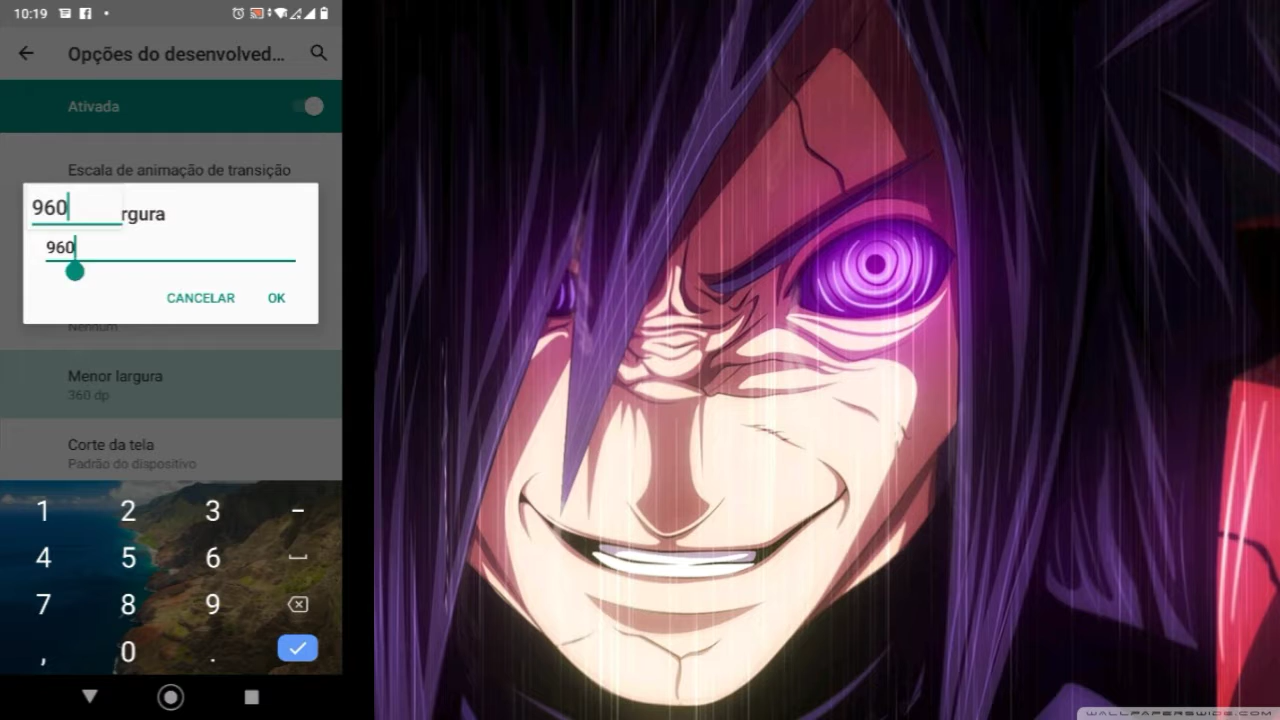 10:19
Opções do desenvolved...
Ativada
Escala de animação de transição
960
rgura
960
CANCELAR OK
Nenhum
Menor largura
360 dp
Corte da tela
Padrão do dispositivo
1 2 3 -
4 5 6
7 8 9
, 0 .
WALLPAPERSWIDE.COM